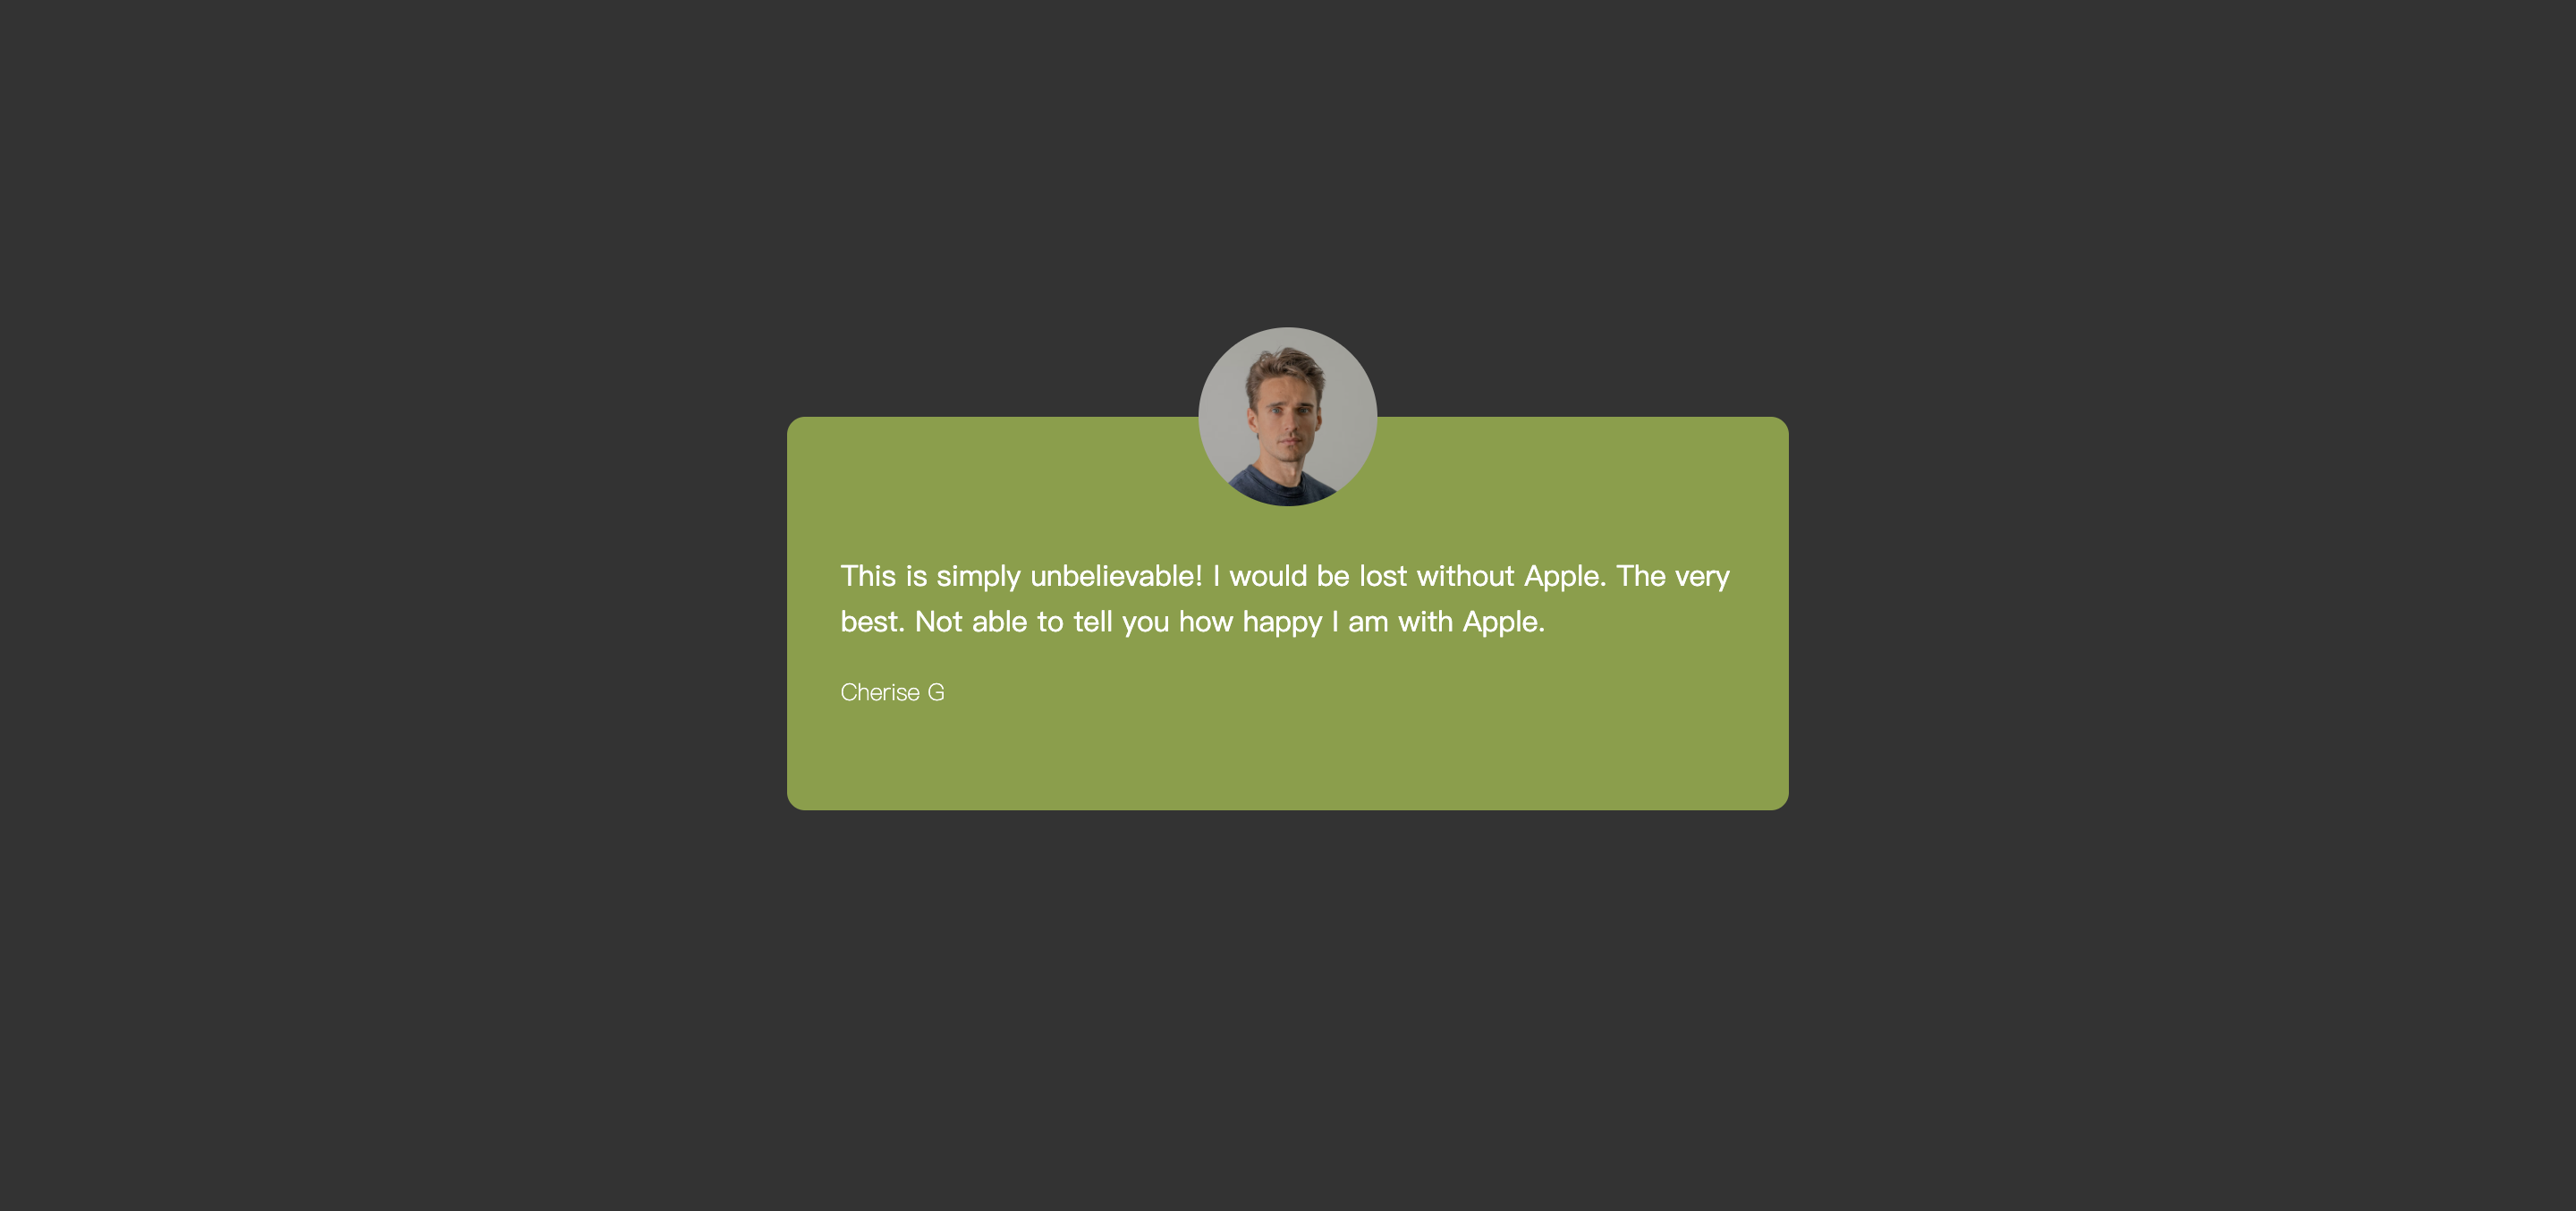 This is simply unbelievable! I would be lost without Apple. The very
best. Not able to tell you how happy I am with Apple.
Cherise G